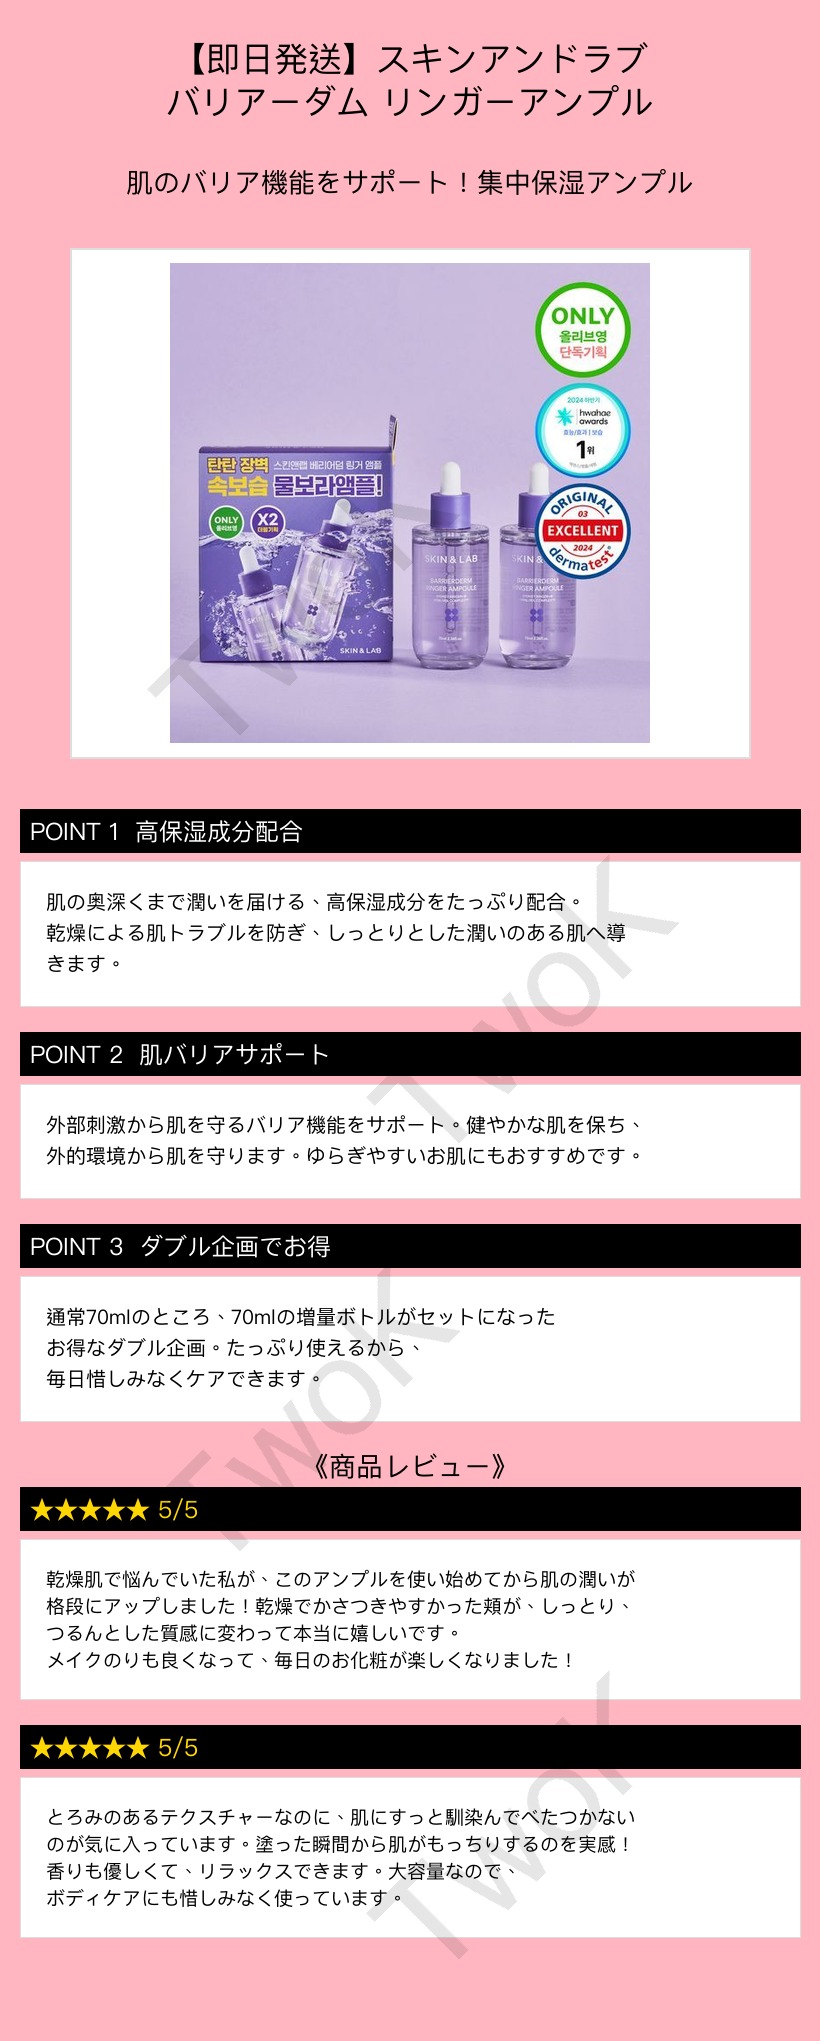 【即日発送】スキンアンドラブ
バリアーダム リンガーアンプル
肌のバリア機能をサポート！集中保湿アンプル
ONLY
올리브영
단독기획
2024 하반기
hwahae
awards
효능/효과 | 보습
1위
ORIGINAL
03
EXCELLENT
2024
dermatest
탄탄 장벽 스킨앤랩 베리어덤 링거 앰플
속보습 물보라앰플!
ONLY
올리브영
X2
더블기획
SKIN & LAB
SKIN & LAB
BARRIERDERM
RINGER AMPOULE
SKIN &
BARRIERDERM
RINGER AMPOULE
TwoK
POINT 1 高保湿成分配合
肌の奥深くまで潤いを届ける、高保湿成分をたっぷり配合。
乾燥による肌トラブルを防ぎ、しっとりとした潤いのある肌へ導
きます。
TwoK
POINT 2 肌バリアサポート
外部刺激から肌を守るバリア機能をサポート。健やかな肌を保ち、
外的環境から肌を守ります。ゆらぎやすいお肌にもおすすめです。
POINT 3 ダブル企画でお得
通常70mlのところ、70mlの増量ボトルがセットになった
お得なダブル企画。たっぷり使えるから、
毎日惜しみなくケアできます。
TwoK
《商品レビュー》
★★★★★ 5/5
乾燥肌で悩んでいた私が、このアンプルを使い始めてから肌の潤いが
格段にアップしました！乾燥でかさつきやすかった頬が、しっとり、
つるんとした質感に変わって本当に嬉しいです。
メイクのりも良くなって、毎日のお化粧が楽しくなりました！
★★★★★ 5/5
とろみのあるテクスチャーなのに、肌にすっと馴染んでべたつかない
のが気に入っています。塗った瞬間から肌がもっちりするのを実感！
香りも優しくて、リラックスできます。大容量なので、
ボディケアにも惜しみなく使っています。
TwoK